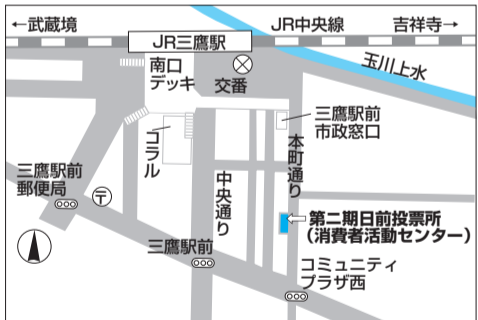 ←武蔵境
JR中央線
吉祥寺→
JR三鷹駅
玉川上水
南口
デッキ
交番
三鷹駅前
市政窓口
コラル
本町通り
三鷹駅前
郵便局
〒
中央通り
第二期日前投票所
（消費者活動センター）
三鷹駅前
コミュニティ
プラザ西